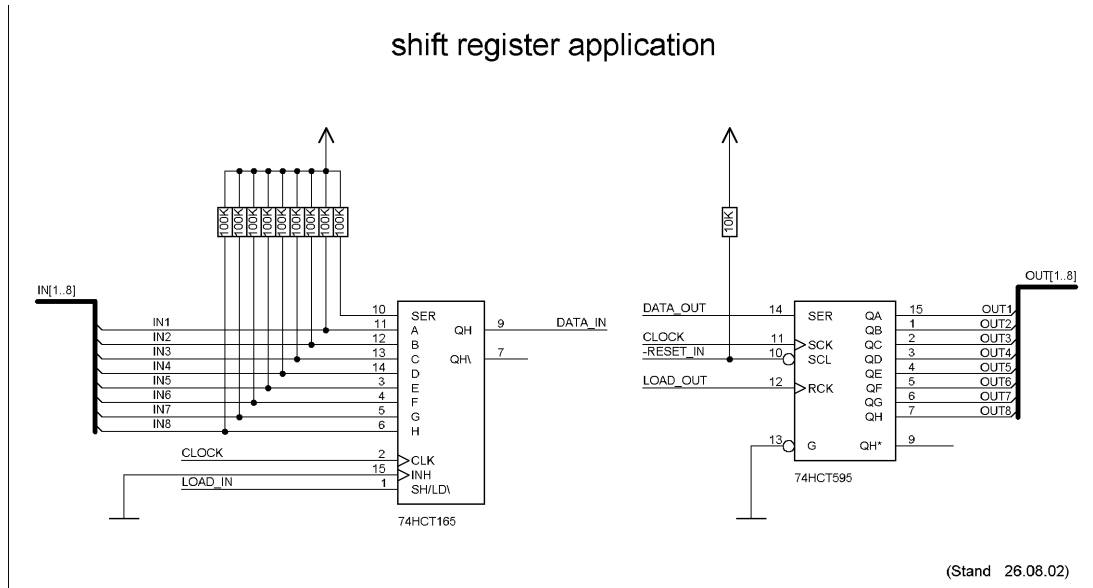 shift register application
100K 100K 100K 100K 100K 100K 100K 100K 100K
10K
IN[1..8]
IN1
IN2
IN3
IN4
IN5
IN6
IN7
IN8
CLOCK
LOAD_IN
10 SER
11 A
12 B
13 C
14 D
3 E
4 F
5 G
6 H
2 CLK
15 INH
1 SH/LD\
QH 9 DATA_IN
QH\ 7
74HCT165
DATA_OUT 14 SER
CLOCK 11 SCK
-RESET_IN 10 SCL
LOAD_OUT 12 RCK
13 G
QA 15 OUT1
QB 1 OUT2
QC 2 OUT3
QD 3 OUT4
QE 4 OUT5
QF 5 OUT6
QG 6 OUT7
QH 7 OUT8
QH* 9
OUT[1..8]
74HCT595
(Stand 26.08.02)